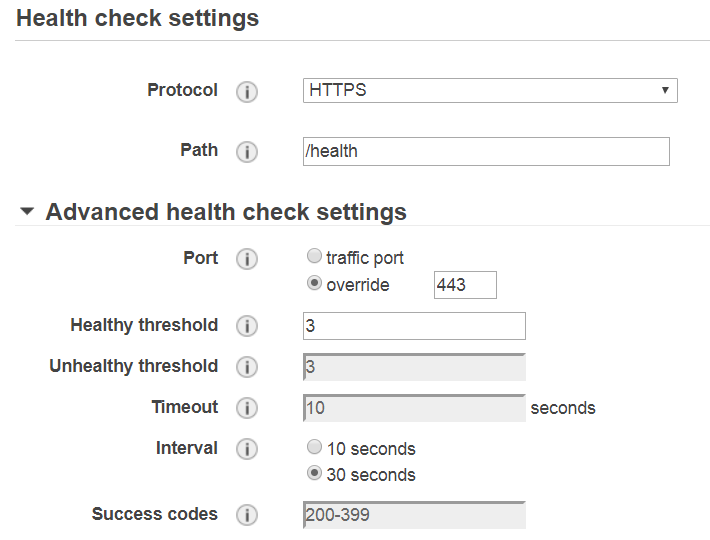 Health check settings
Protocol i HTTPS
Path i /health
Advanced health check settings
Port i traffic port
override 443
Healthy threshold i 3
Unhealthy threshold i 3
Timeout i 10 seconds
Interval i 10 seconds
30 seconds
Success codes i 200-399